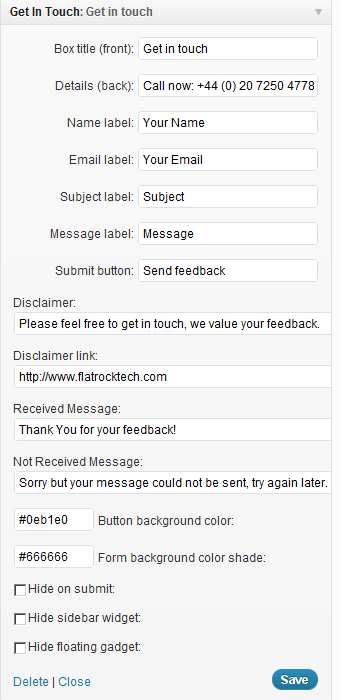 Get In Touch: Get in touch
Box title (front): Get in touch
Details (back): Call now: +44 (0) 20 7250 4778
Name label: Your Name
Email label: Your Email
Subject label: Subject
Message label: Message
Submit button: Send feedback
Disclaimer:
Please feel free to get in touch, we value your feedback.
Disclaimer link:
http://www.flatrocktech.com
Received Message:
Thank You for your feedback!
Not Received Message:
Sorry but your message could not be sent, try again later.
#0eb1e0 Button background color:
#666666 Form background color shade:
Hide on submit:
Hide sidebar widget:
Hide floating gadget:
Delete | Close Save